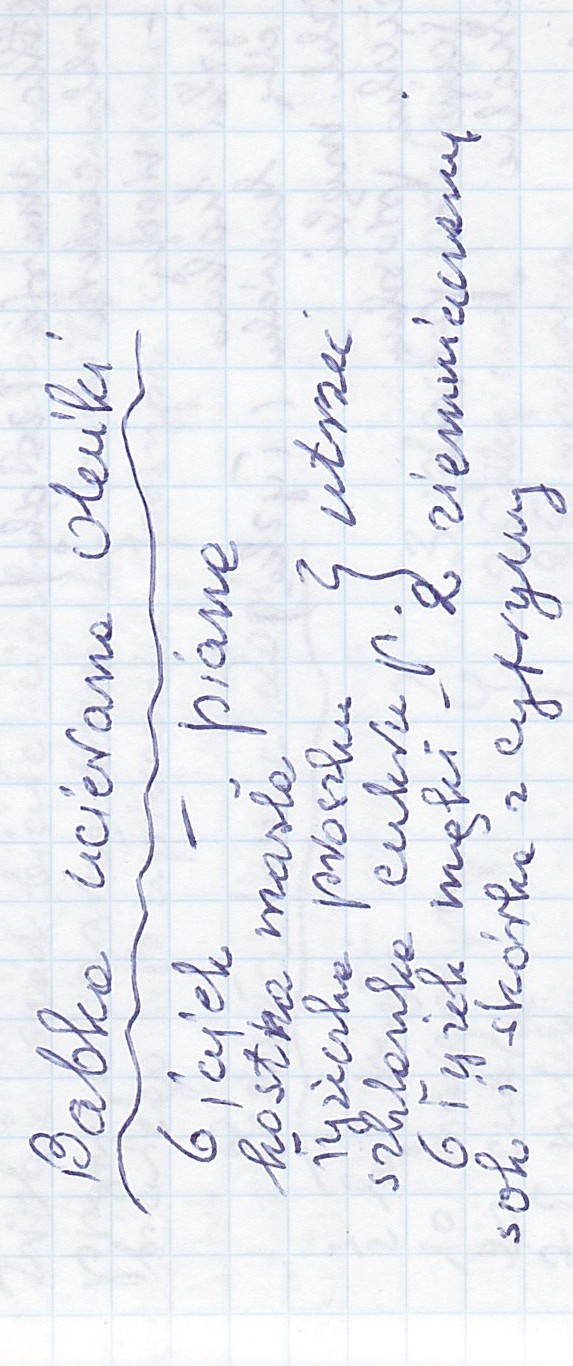 Babka ucierana Oleńki
6 jajek – piana
kostka masła
łyżeczka proszku } utrzeć
szklanka cukru p.
6 łyżek mąki – 2 ziemniaczanej
sok i skórka z cytryny